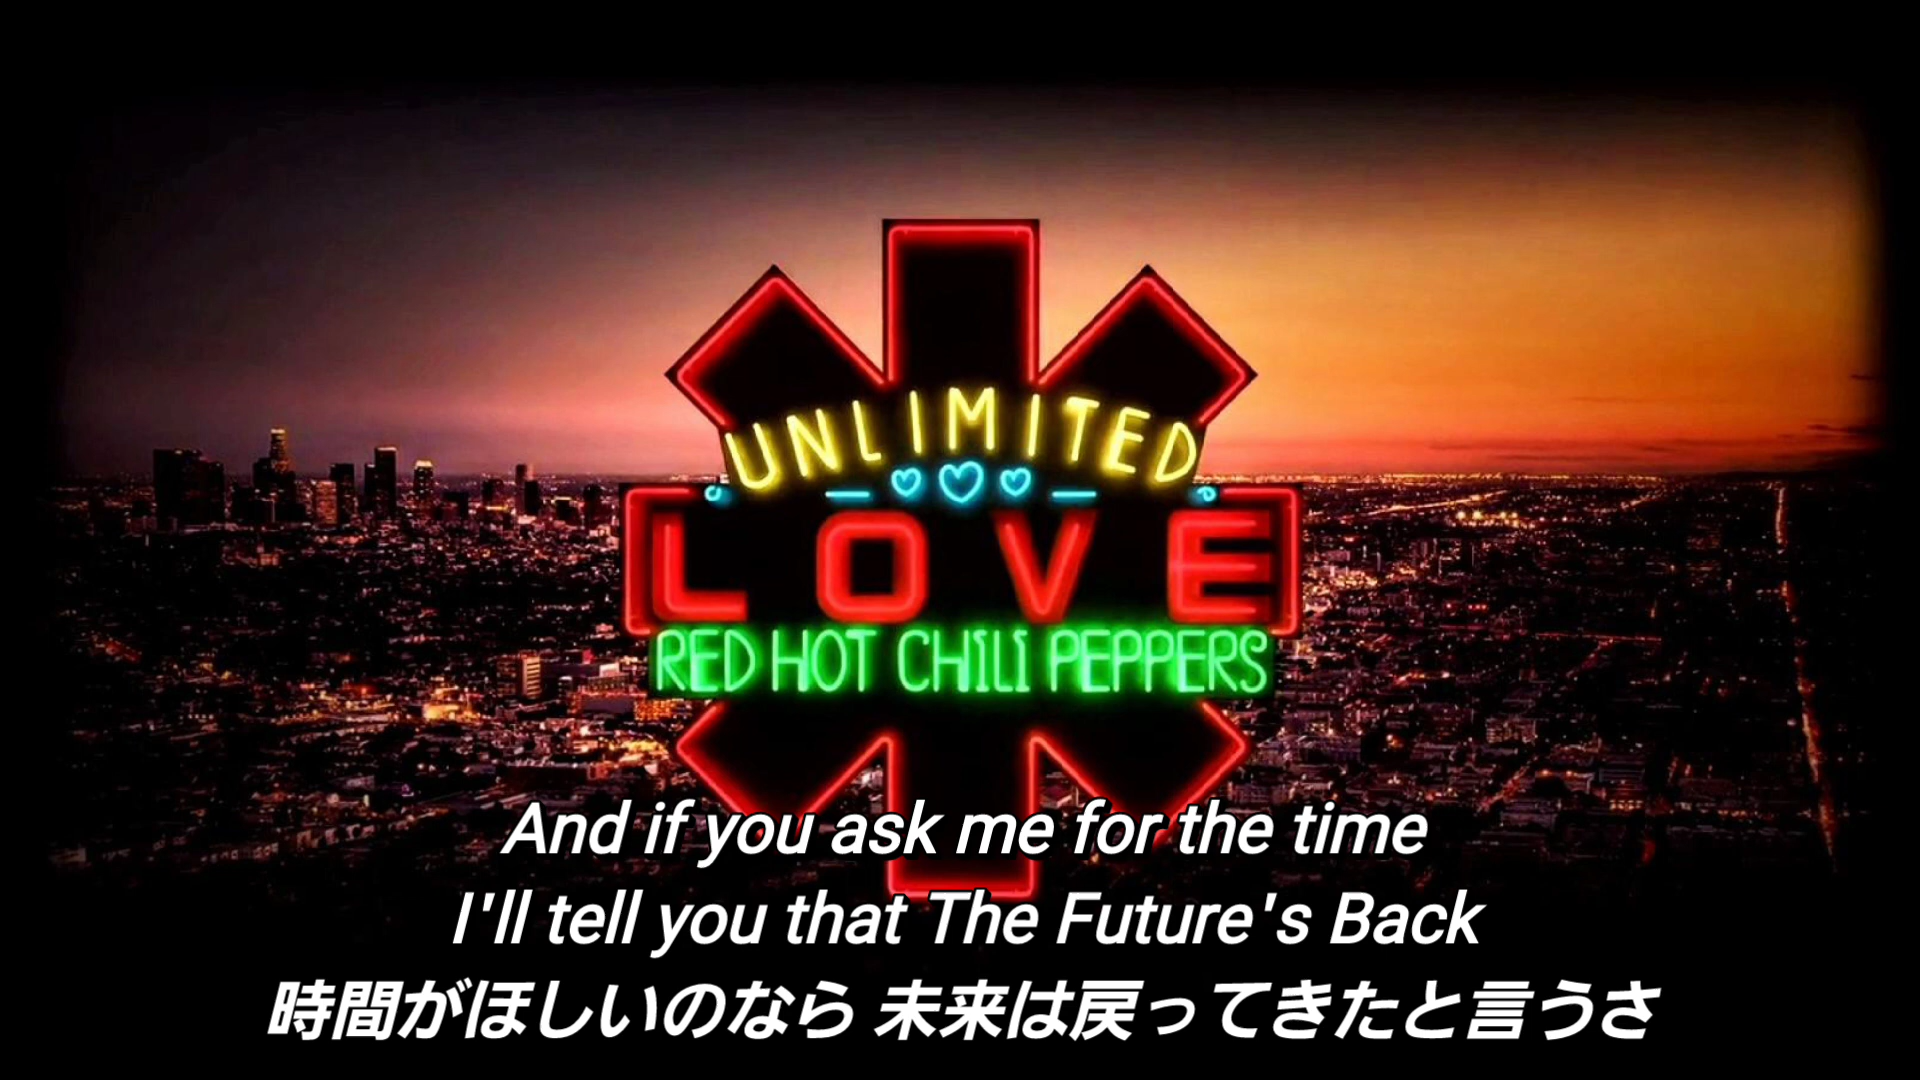 UNLIMITED
LOVE
RED HOT CHILI PEPPERS
And if you ask me for the time
I'll tell you that The Future's Back
時間がほしいのなら 未来は戻ってきたと言うさ